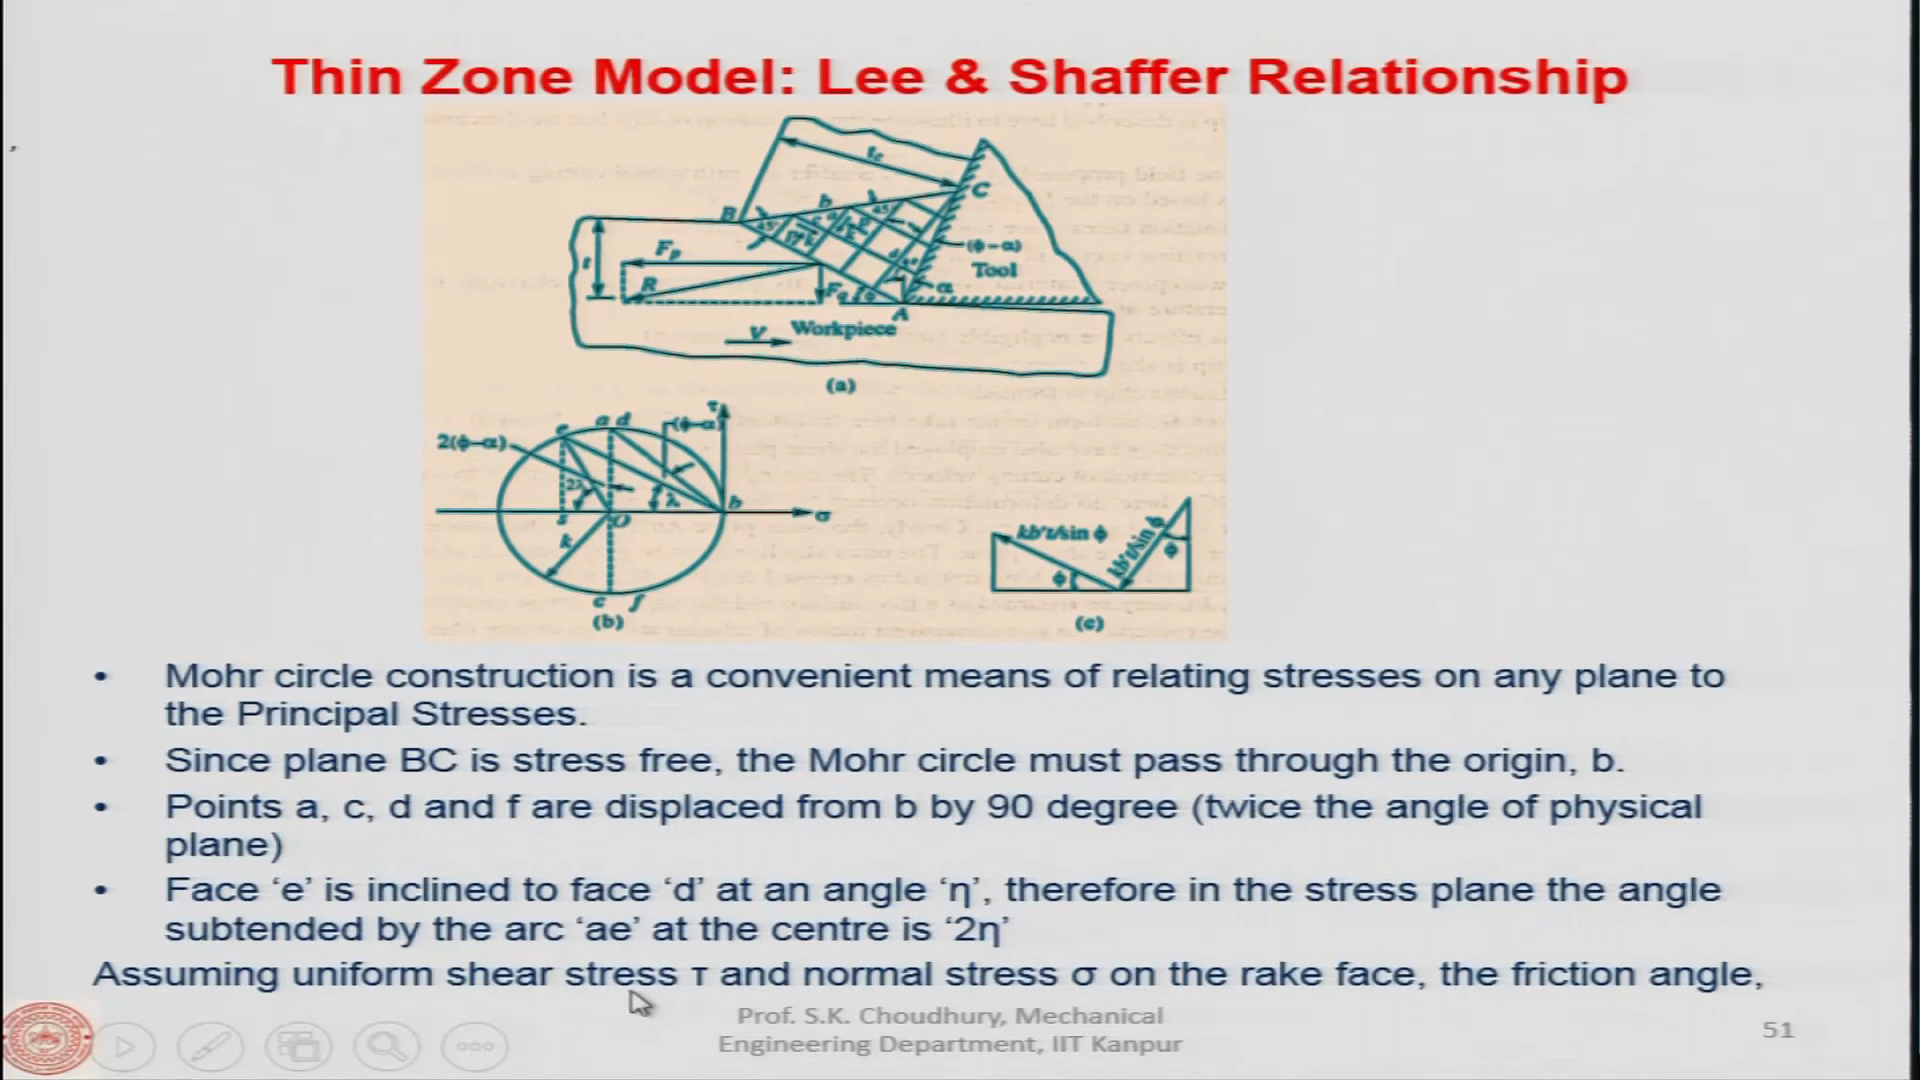 Thin Zone Model: Lee & Shaffer Relationship
tc
B
b
C
45°
(ϕ-α)
Tool
t
Fp
R
α
A
V
Workpiece
(a)
τ
e
a d
(ϕ-α)
2(ϕ-α)
2λ
λ
b
s
O
σ
k
c f
(b)
kb't/sin ϕ
kb't/sin ϕ
ϕ
ϕ
(c)
• Mohr circle construction is a convenient means of relating stresses on any plane to
the Principal Stresses.
• Since plane BC is stress free, the Mohr circle must pass through the origin, b.
• Points a, c, d and f are displaced from b by 90 degree (twice the angle of physical
plane)
• Face ‘e’ is inclined to face ‘d’ at an angle ‘η’, therefore in the stress plane the angle
subtended by the arc ‘ae’ at the centre is ‘2η’
Assuming uniform shear stress τ and normal stress σ on the rake face, the friction angle,
Prof. S.K. Choudhury, Mechanical
Engineering Department, IIT Kanpur
51